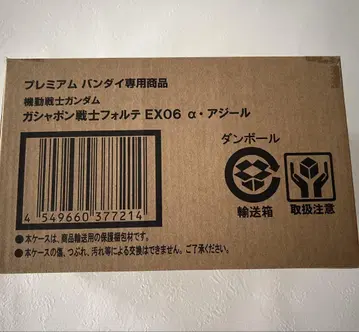 プレミアム バンダイ専用商品
機動戦士ガンダム
ガシャポン戦士フォルテ EX06 α・アジール
ダンボール
輸送箱
取扱注意
4 549660 377214
●本ケースは、商品輸送用の保護梱包材です。
●本ケースの傷、つぶれ、汚れ等による交換はできません。ご了承ください。